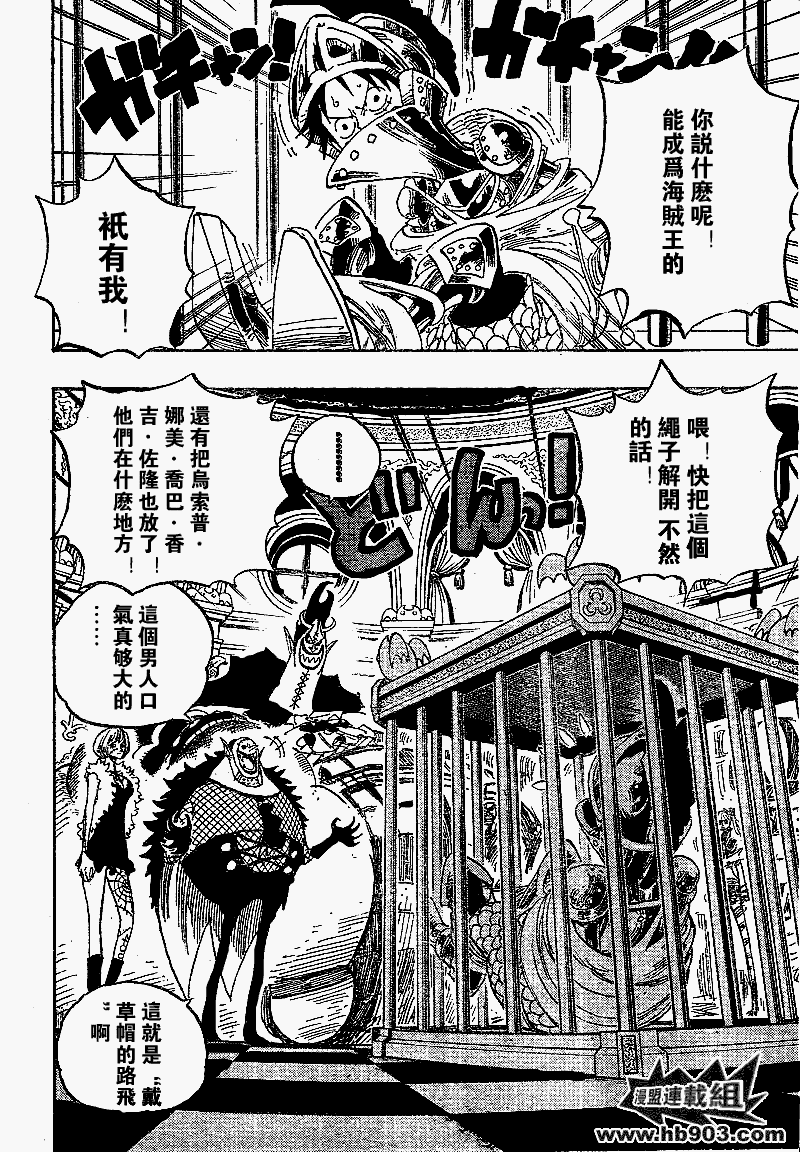 ガチャン!
ガチャン!
你說什麽呢!
能成爲海賊王的
衹有我!
喂!快把這個
繩子解開 不然
的話!
………
どんっ!
還有把烏索普·
娜美·喬巴·香
吉·佐隆也放了!
他們在什麽地方!
這個男人口
氣真够大的
……
這就是“戴
草帽的路飛
”啊
漫盟連載組
www.hb903.com